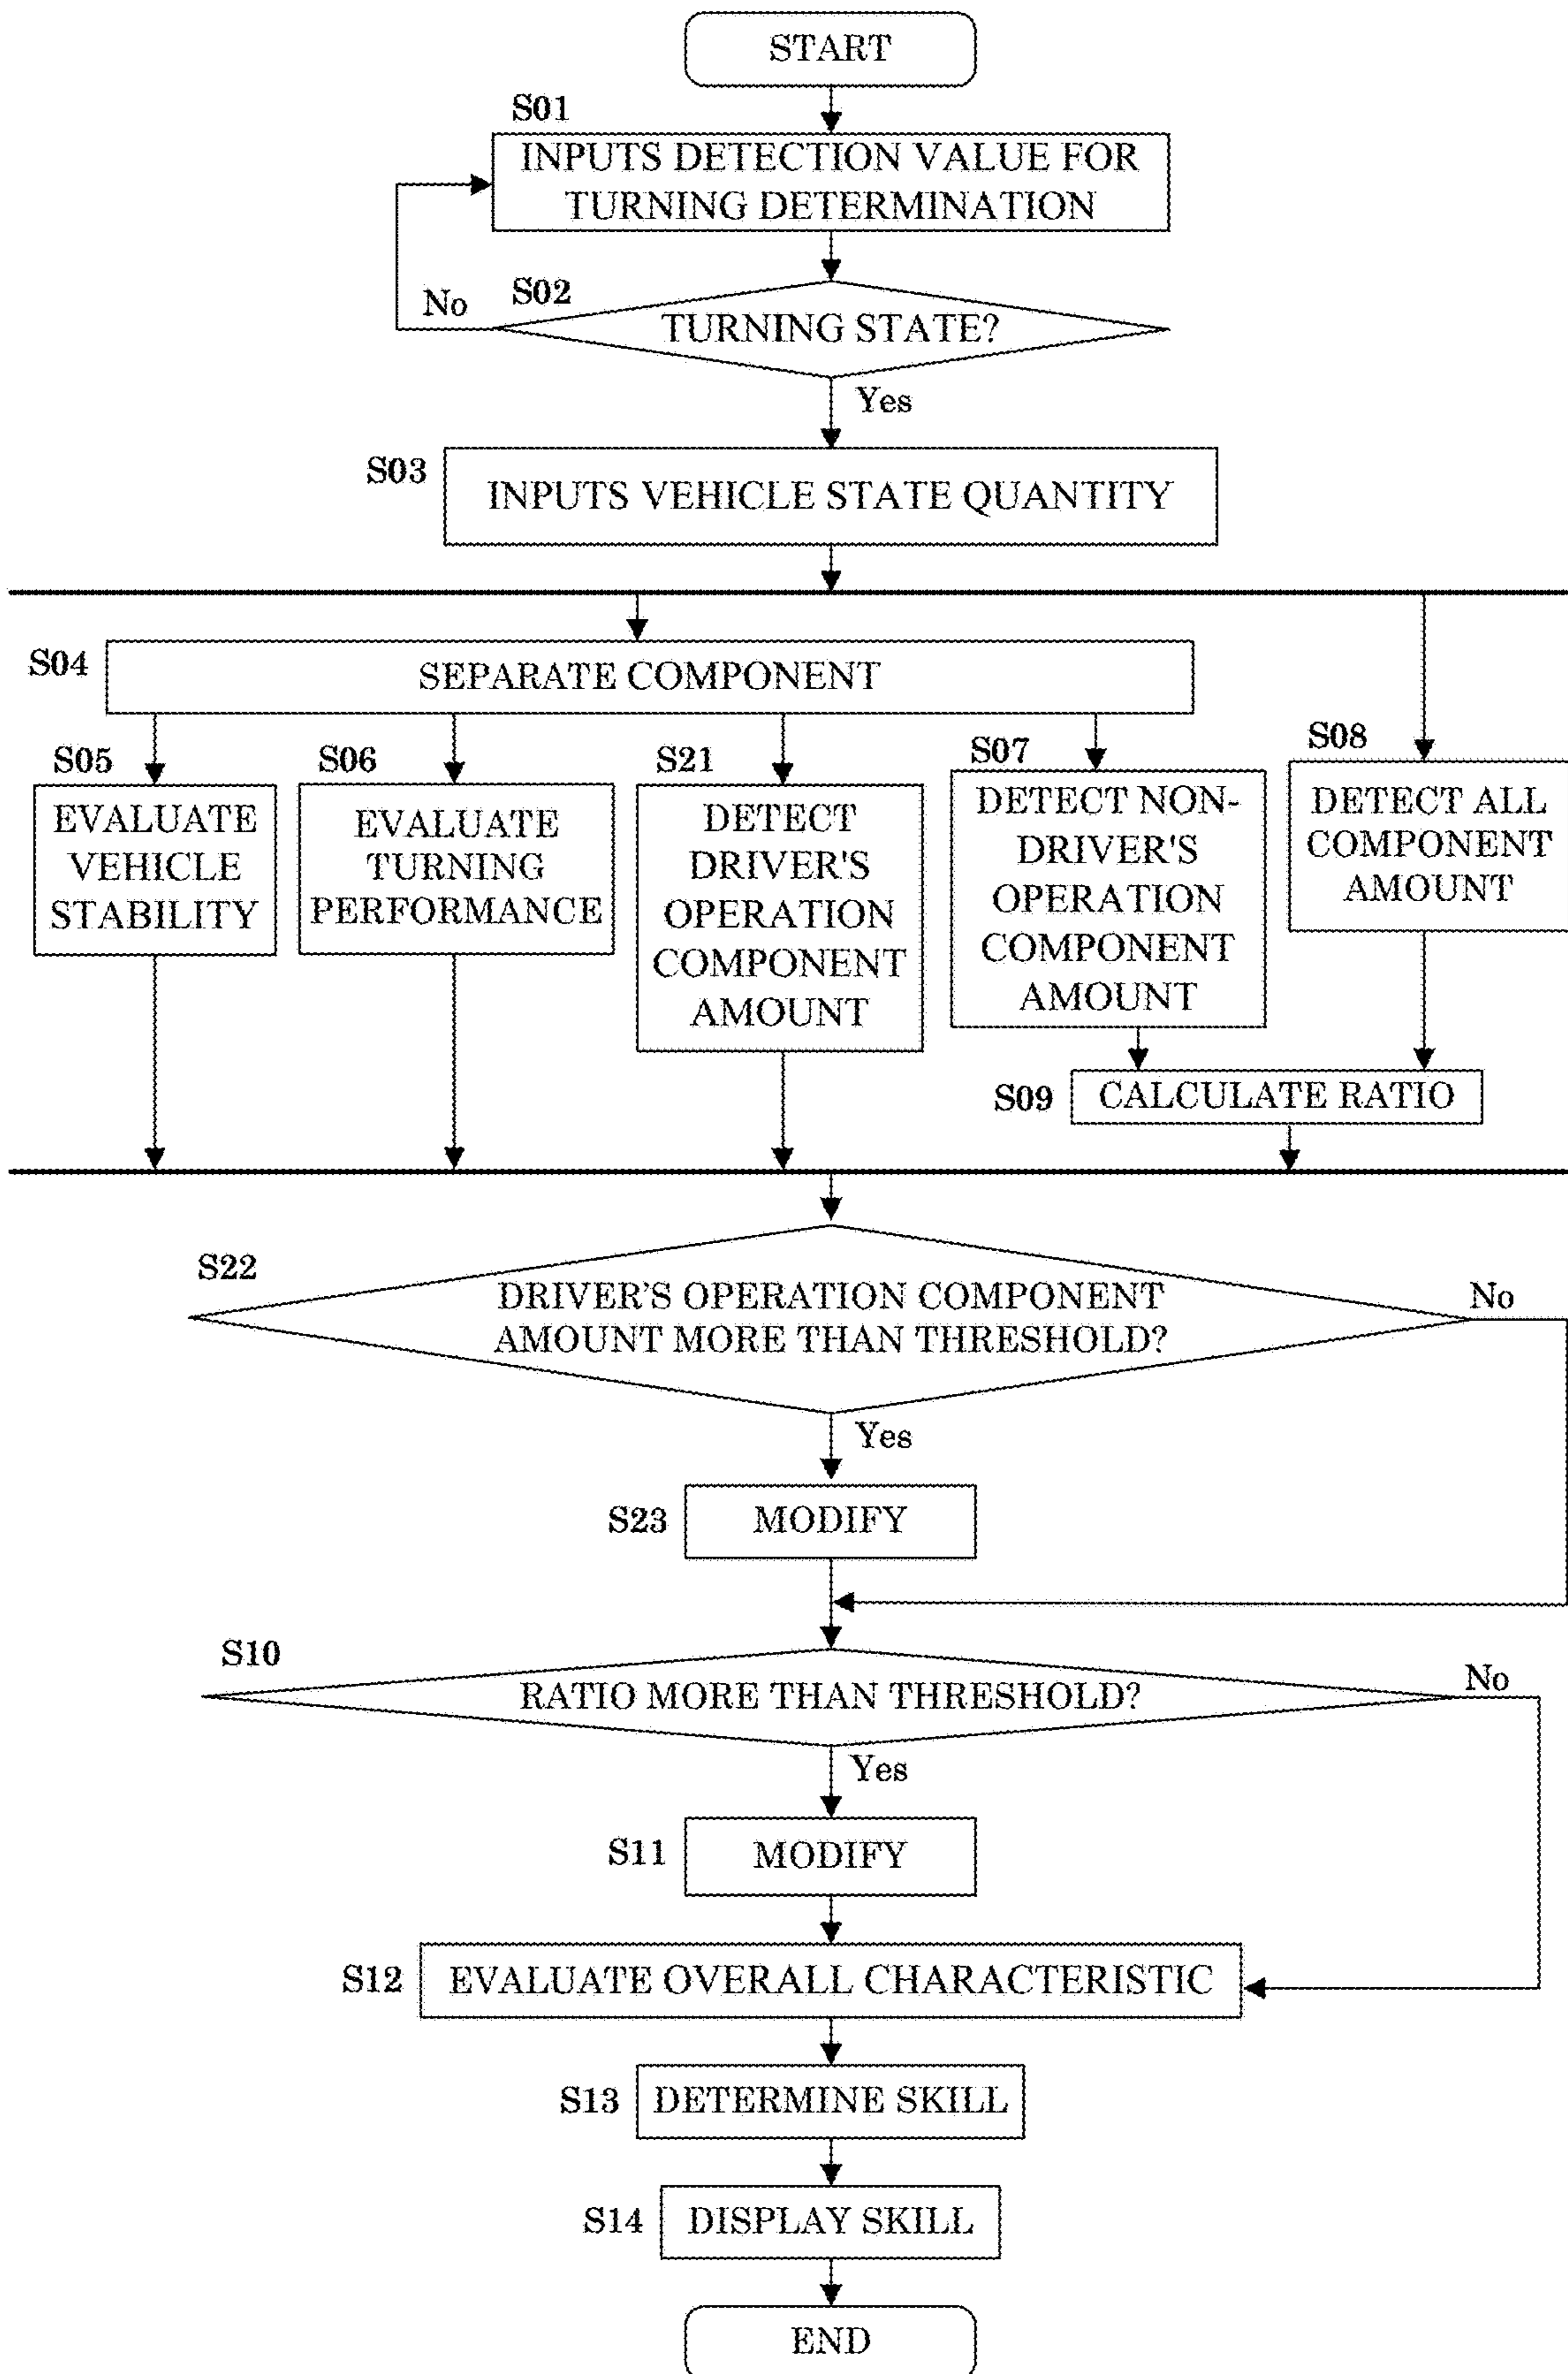 START
S01
INPUTS DETECTION VALUE FOR
TURNING DETERMINATION
S02
No
TURNING STATE?
Yes
S03
INPUTS VEHICLE STATE QUANTITY
S04
SEPARATE COMPONENT
S05
EVALUATE
VEHICLE
STABILITY
S06
EVALUATE
TURNING
PERFORMANCE
S21
DETECT
DRIVER'S
OPERATION
COMPONENT
AMOUNT
S07
DETECT NON-
DRIVER'S
OPERATION
COMPONENT
AMOUNT
S08
DETECT ALL
COMPONENT
AMOUNT
S09
CALCULATE RATIO
S22
DRIVER'S OPERATION COMPONENT
AMOUNT MORE THAN THRESHOLD?
No
Yes
S23
MODIFY
S10
RATIO MORE THAN THRESHOLD?
No
Yes
S11
MODIFY
S12
EVALUATE OVERALL CHARACTERISTIC
S13
DETERMINE SKILL
S14
DISPLAY SKILL
END